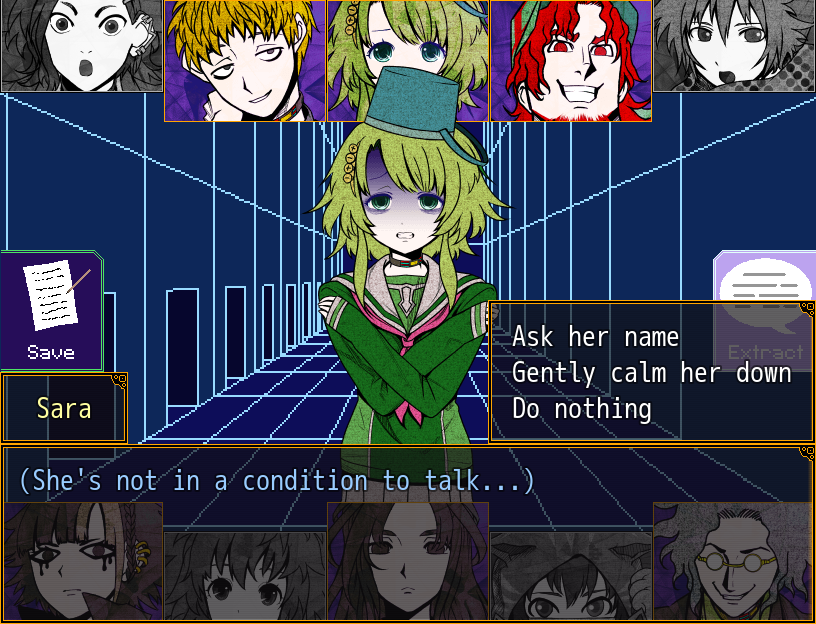 Save
Extract
Ask her name
Gently calm her down
Do nothing
Sara
(She's not in a condition to talk...)